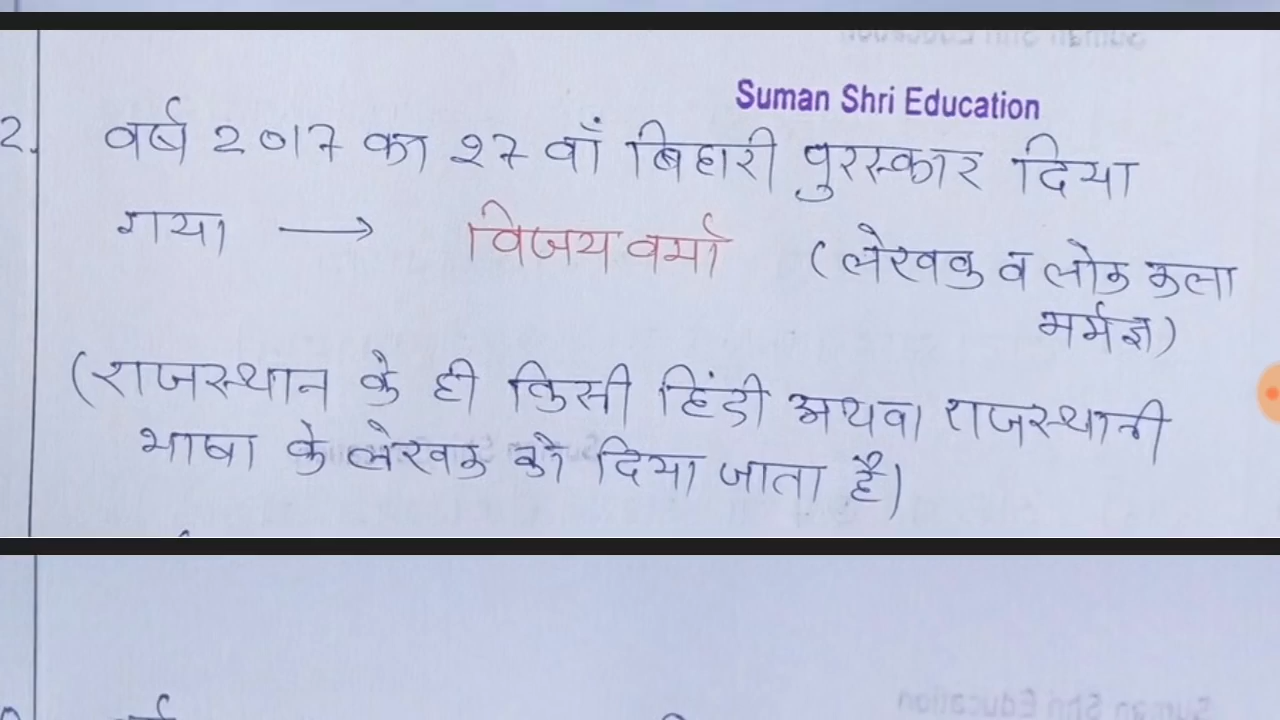 Suman Shri Education
2. वर्ष 2017 का 27 वाँ बिहारी पुरस्कार दिया
गया → विजय वर्मा (लेखक व लोक कला
मर्मज्ञ)
(राजस्थान के ही किसी हिंदी अथवा राजस्थानी
भाषा के लेखक को दिया जाता है)